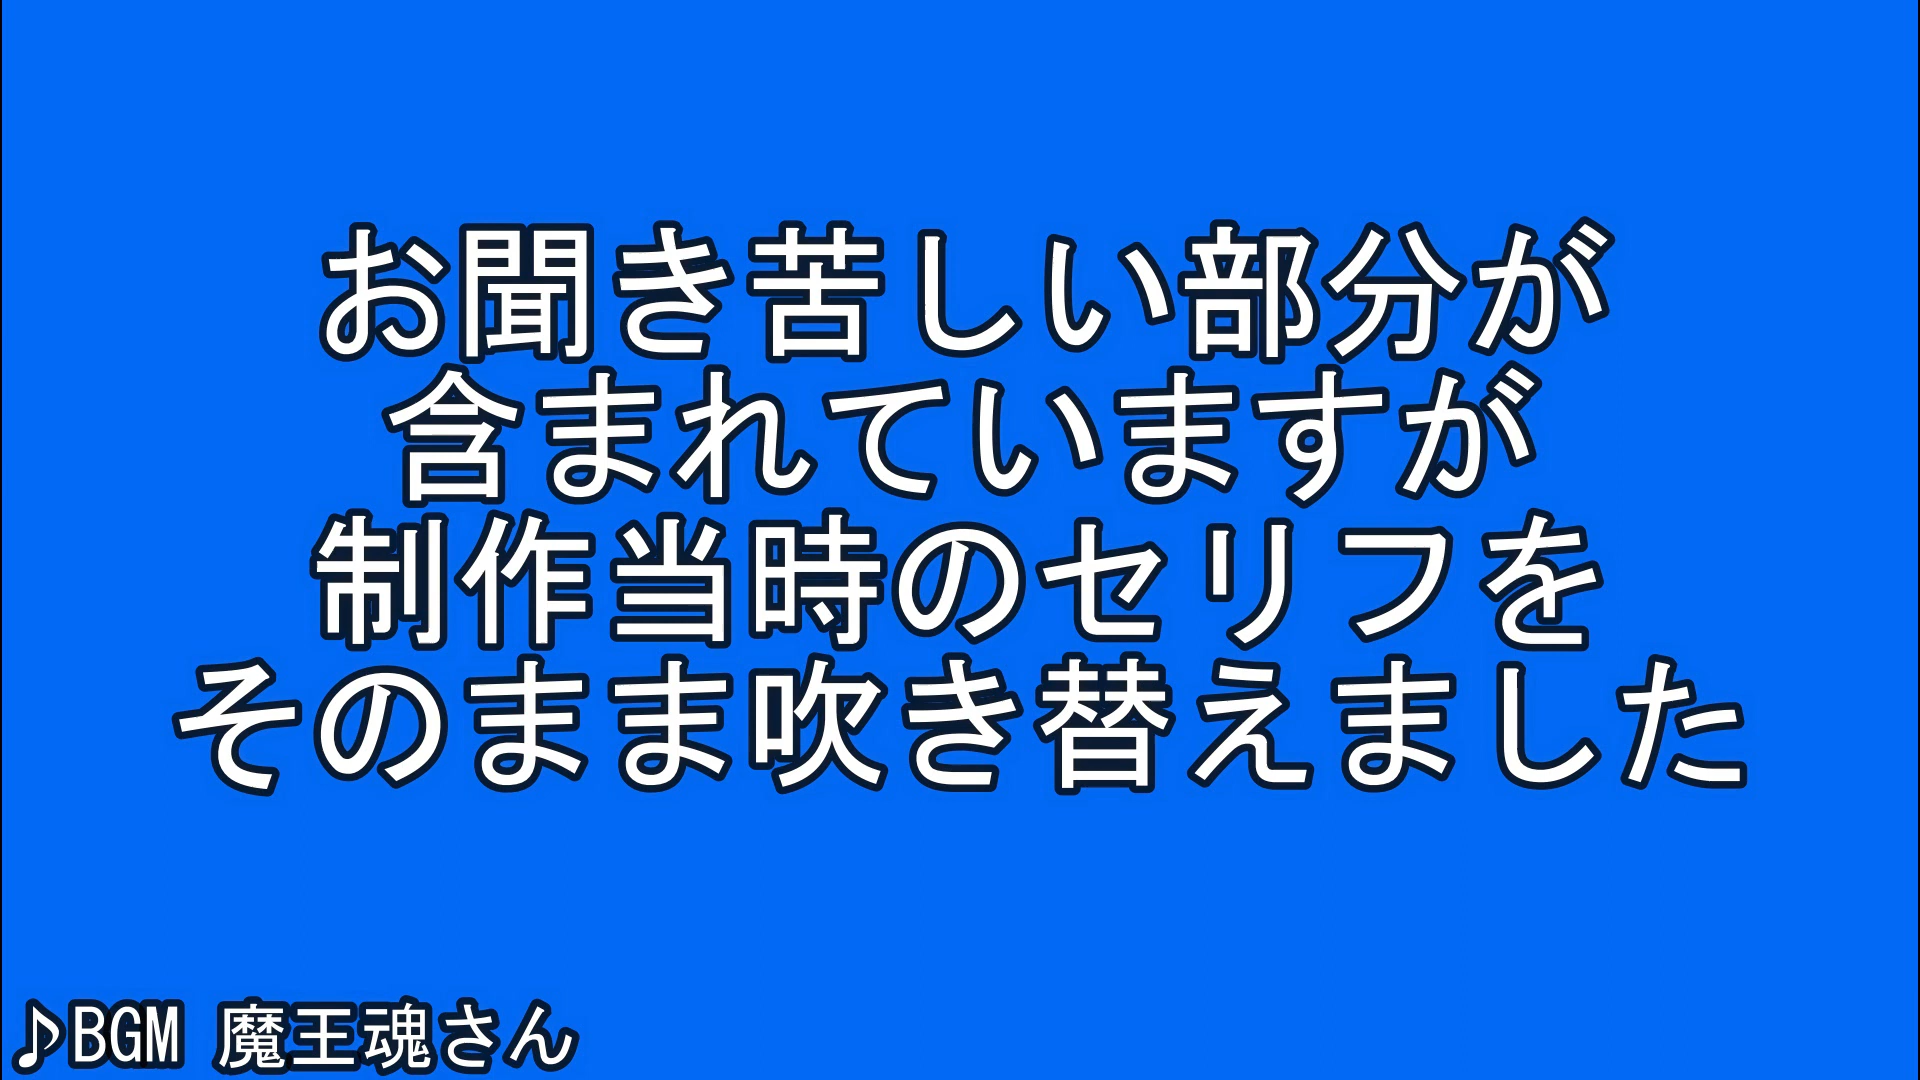 お聞き苦しい部分が
含まれていますが
制作当時のセリフを
そのまま吹き替えました
♪BGM 魔王魂さん